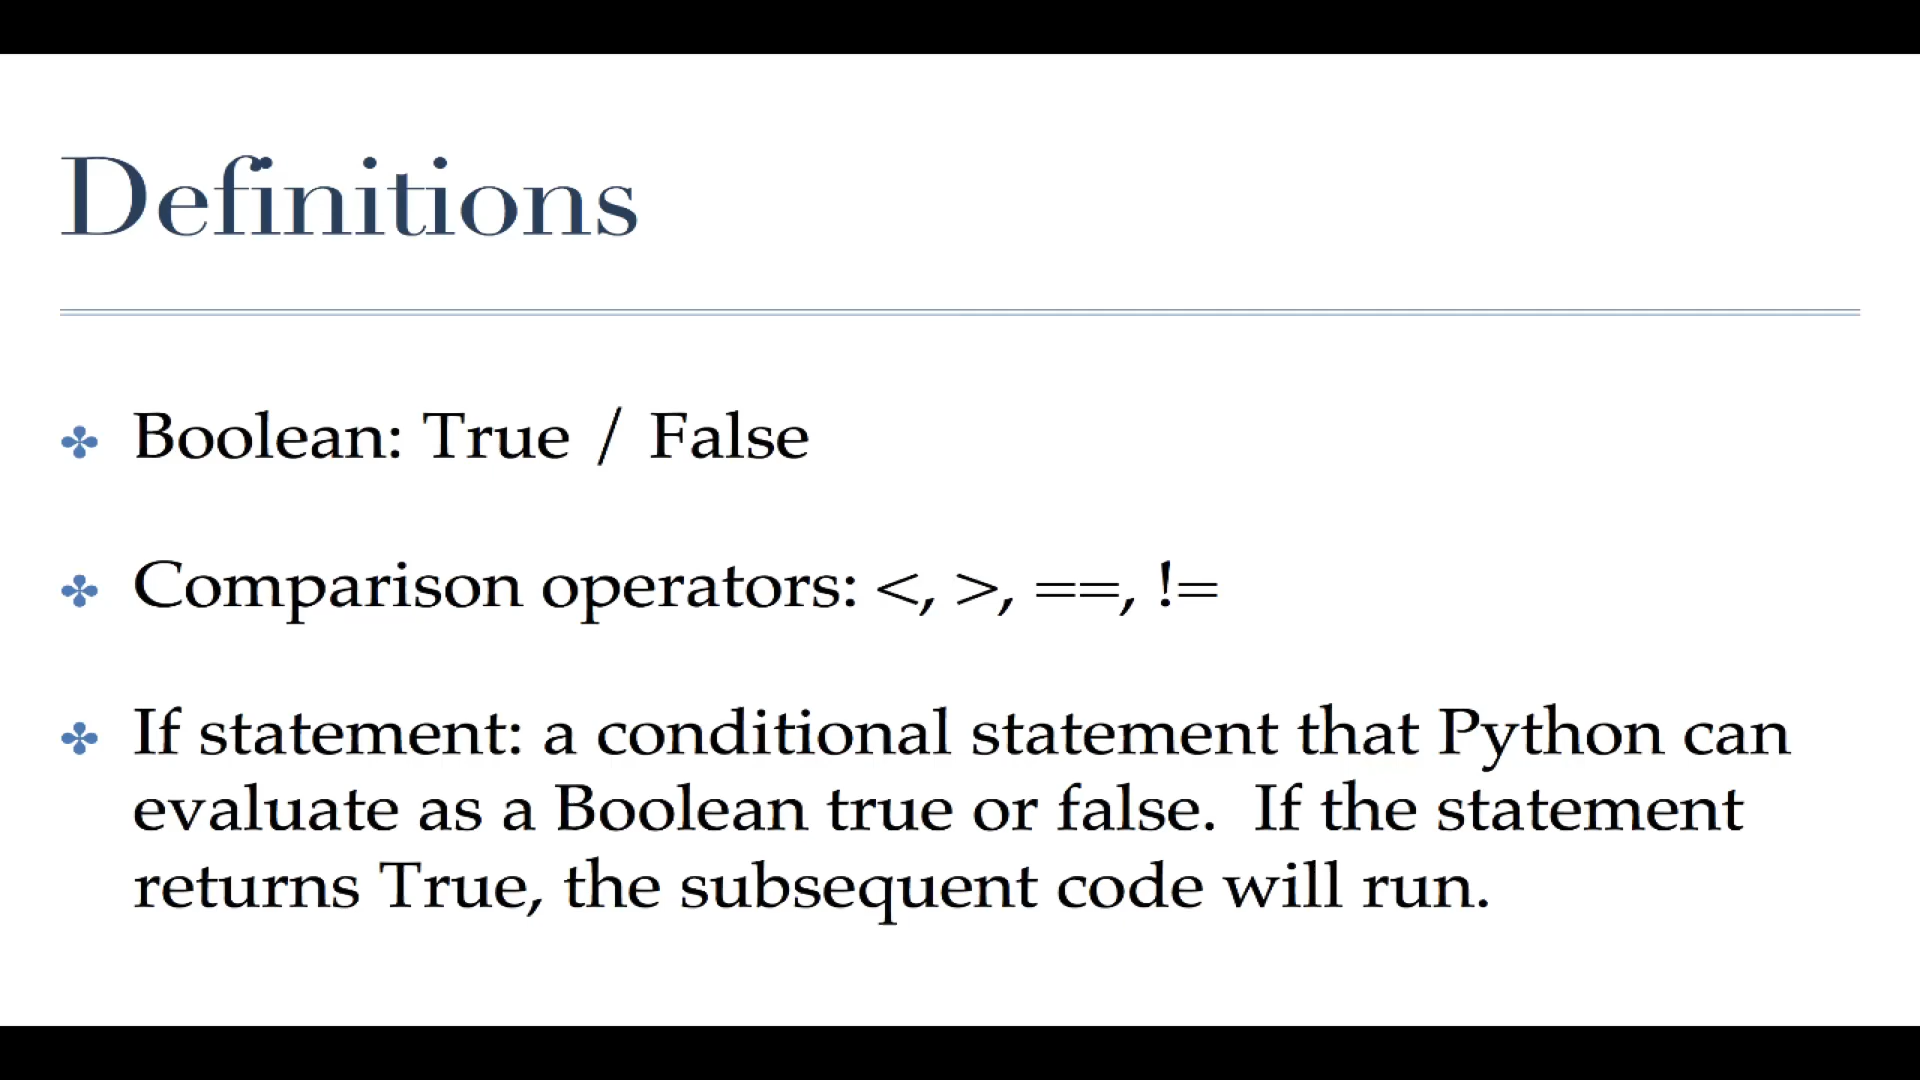 Definitions
Boolean: True / False
Comparison operators: <, >, ==, !=
If statement: a conditional statement that Python can
evaluate as a Boolean true or false.  If the statement
returns True, the subsequent code will run.